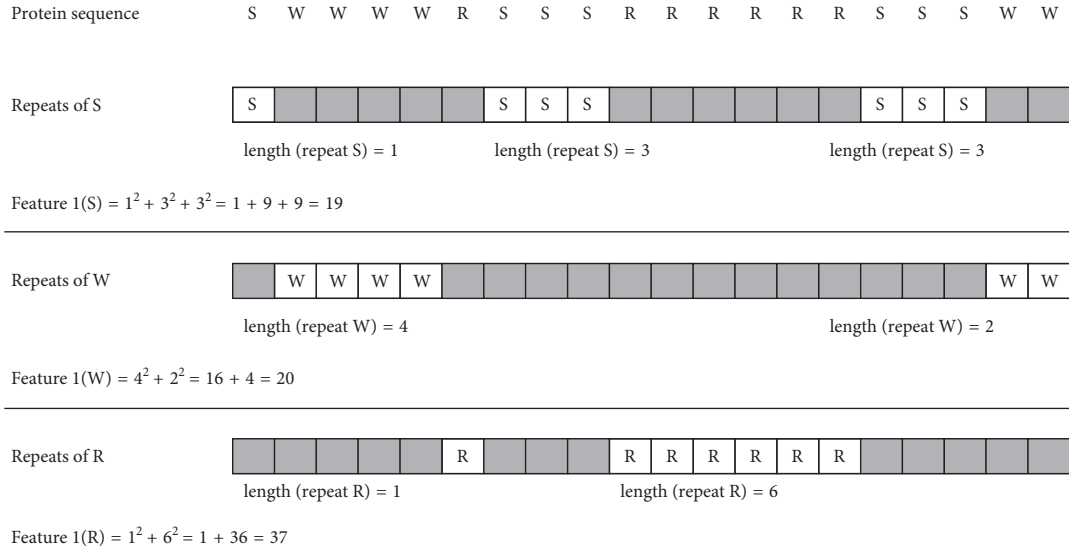 Protein sequence S W W W W R S S S R R R R R R S S S W W
Repeats of S S S S S S S S
length (repeat S) = 1 length (repeat S) = 3 length (repeat S) = 3
Feature 1(S) = 1² + 3² + 3² = 1 + 9 + 9 = 19
Repeats of W W W W W W W
length (repeat W) = 4 length (repeat W) = 2
Feature 1(W) = 4² + 2² = 16 + 4 = 20
Repeats of R R R R R R R R
length (repeat R) = 1 length (repeat R) = 6
Feature 1(R) = 1² + 6² = 1 + 36 = 37